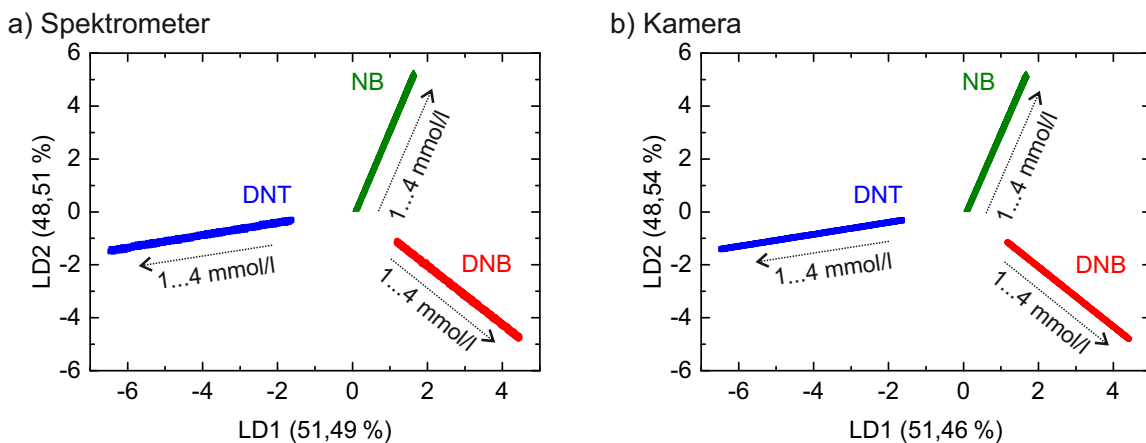 a) Spektrometer
6
4
2
0
-2
-4
-6
LD2 (48,51 %)
NB
1...4 mmol/l
DNT
1...4 mmol/l
DNB
1...4 mmol/l
-6 -4 -2 0 2 4
LD1 (51,49 %)
b) Kamera
6
4
2
0
-2
-4
-6
LD2 (48,54 %)
NB
1...4 mmol/l
DNT
1...4 mmol/l
DNB
1...4 mmol/l
-6 -4 -2 0 2 4
LD1 (51,46 %)